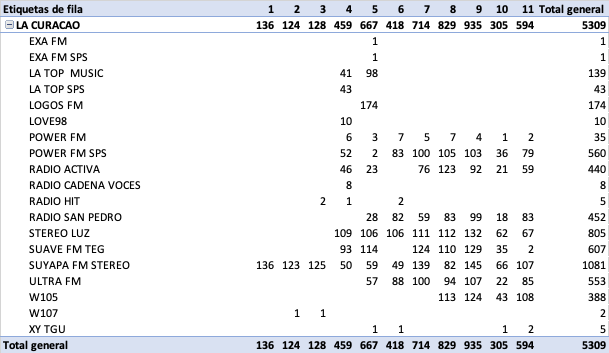 Etiquetas de fila 1 2 3 4 5 6 7 8 9 10 11 Total general
LA CURACAO 136 124 128 459 667 418 714 829 935 305 594 5309
EXA FM 1 1
EXA FM SPS 1 1
LA TOP MUSIC 41 98 139
LA TOP SPS 43 43
LOGOS FM 174 174
LOVE98 10 10
POWER FM 6 3 7 5 7 4 1 2 35
POWER FM SPS 52 2 83 100 105 103 36 79 560
RADIO ACTIVA 46 23 76 123 92 21 59 440
RADIO CADENA VOCES 8 8
RADIO HIT 2 1 2 5
RADIO SAN PEDRO 28 82 59 83 99 18 83 452
STEREO LUZ 109 106 106 111 112 132 62 67 805
SUAVE FM TEG 93 114 124 110 129 35 2 607
SUYAPA FM STEREO 136 123 125 50 59 49 139 82 145 66 107 1081
ULTRA FM 57 88 100 94 107 22 85 553
W105 113 124 43 108 388
W107 1 1 2
XY TGU 1 1 1 2 5
Total general 136 124 128 459 667 418 714 829 935 305 594 5309